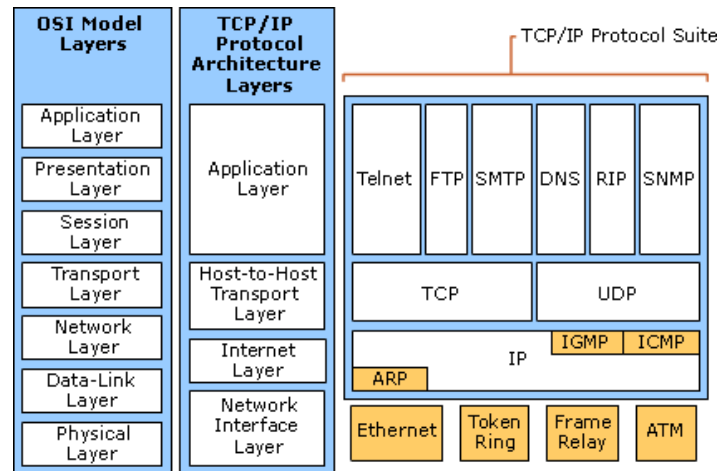 OSI Model
Layers
Application
Layer
Presentation
Layer
Session
Layer
Transport
Layer
Network
Layer
Data-Link
Layer
Physical
Layer
TCP/IP
Protocol
Architecture
Layers
Application
Layer
Host-to-Host
Transport
Layer
Internet
Layer
Network
Interface
Layer
TCP/IP Protocol Suite
Telnet
FTP
SMTP
DNS
RIP
SNMP
TCP
UDP
IP
IGMP
ICMP
ARP
Ethernet
Token
Ring
Frame
Relay
ATM